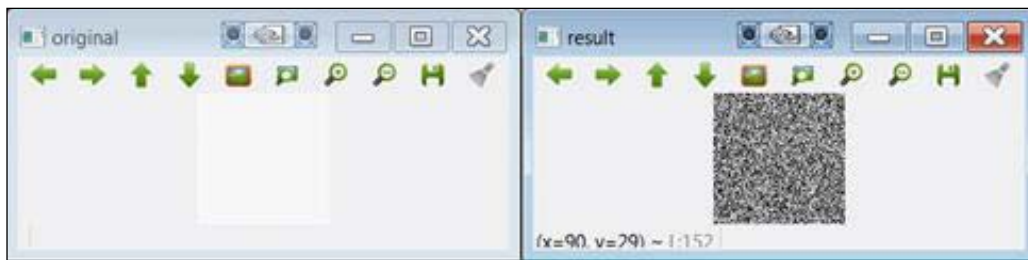 original
result
(x=90, y=29) ~ L:152